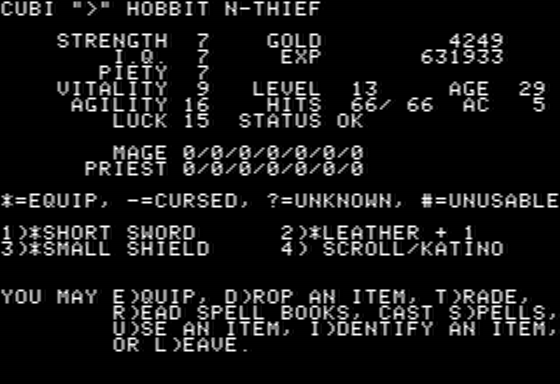 CUBI ">" HOBBIT N-THIEF
STRENGTH 7 GOLD 4249
I.Q. 7 EXP 631933
PIETY 7
VITALITY 9 LEVEL 13 AGE 29
AGILITY 16 HITS 66/ 66 AC 5
LUCK 15 STATUS OK
MAGE 0/0/0/0/0/0/0
PRIEST 0/0/0/0/0/0/0
*=EQUIP, -=CURSED, ?=UNKNOWN, #=UNUSABLE
1)*SHORT SWORD 2)*LEATHER + 1
3)*SMALL SHIELD 4) SCROLL/KATINO
YOU MAY E)QUIP, D)ROP AN ITEM, T)RADE,
R)EAD SPELL BOOKS, CAST S)PELLS,
U)SE AN ITEM, I)DENTIFY AN ITEM,
OR L)EAVE.